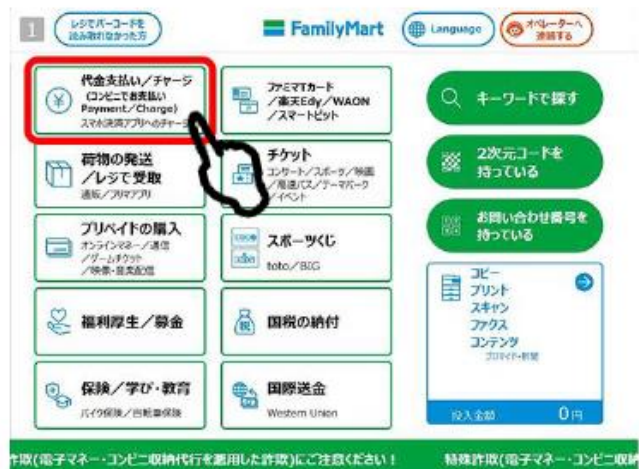 1
レジでバーコードを
読み取れなかった方
FamilyMart
Language
オペレーターへ
連絡する
代金支払い/チャージ
(コンビニでお支払い
Payment/Charge)
スマホ決済アプリへのチャージ
ファミマTカード
/楽天Edy/WAON
/スマートピット
キーワードで探す
荷物の発送
/レジで受取
通販/フリマアプリ
チケット
コンサート/スポーツ/映画
/高速バス/テーマパーク
/イベント
2次元コードを
持っている
プリペイドの購入
オンラインマネー/通信
/ゲームチケット
/映像・音楽配信
スポーツくじ
toto/BIG
お問い合わせ番号を
持っている
福利厚生/募金
国税の納付
税
コピー
プリント
スキャン
ファクス
コンテンツ
保険/学び・教育
バイク保険/自転車保険
国際送金
Western Union
投入金額 0円
詐欺(電子マネー・コンビニ収納代行を悪用した詐欺)にご注意ください! 特殊詐欺(電子マネー・コンビニ収納